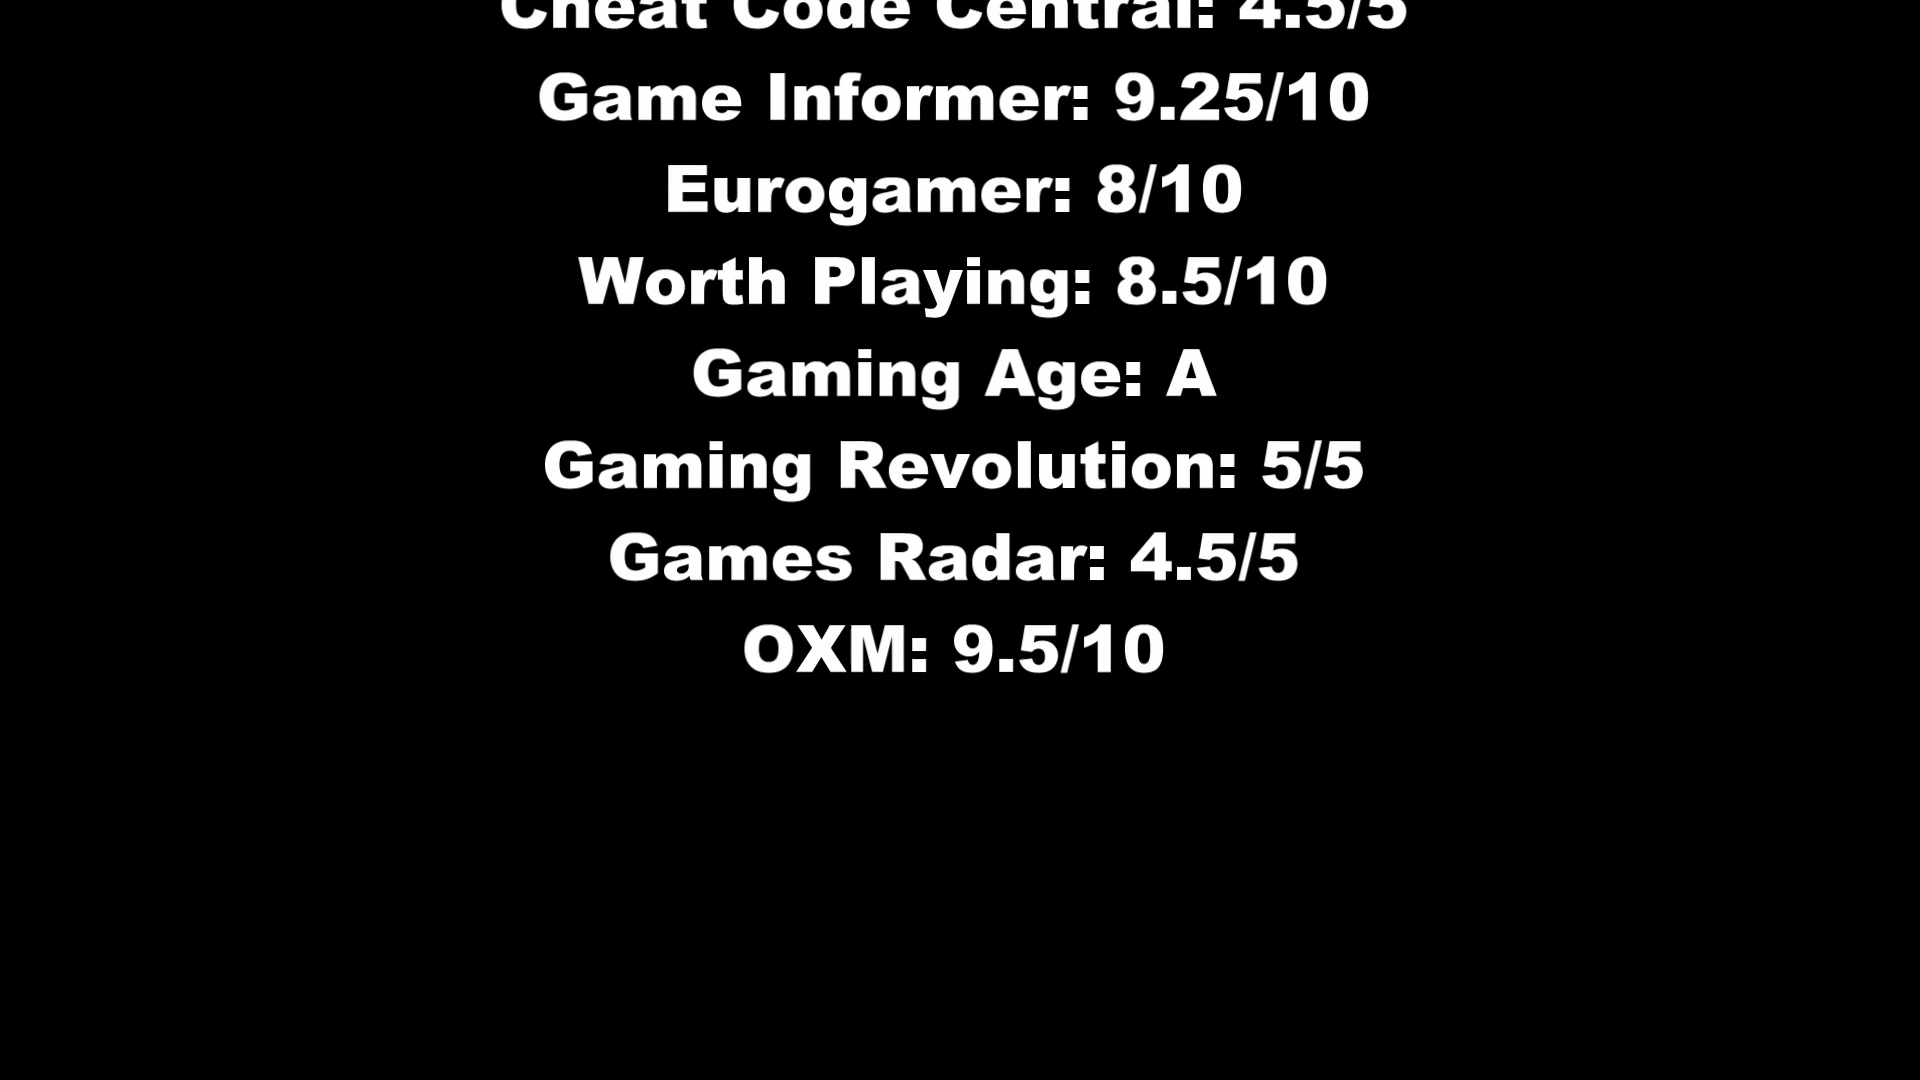 Cheat Code Central: 4.5/5
Game Informer: 9.25/10
Eurogamer: 8/10
Worth Playing: 8.5/10
Gaming Age: A
Gaming Revolution: 5/5
Games Radar: 4.5/5
OXM: 9.5/10